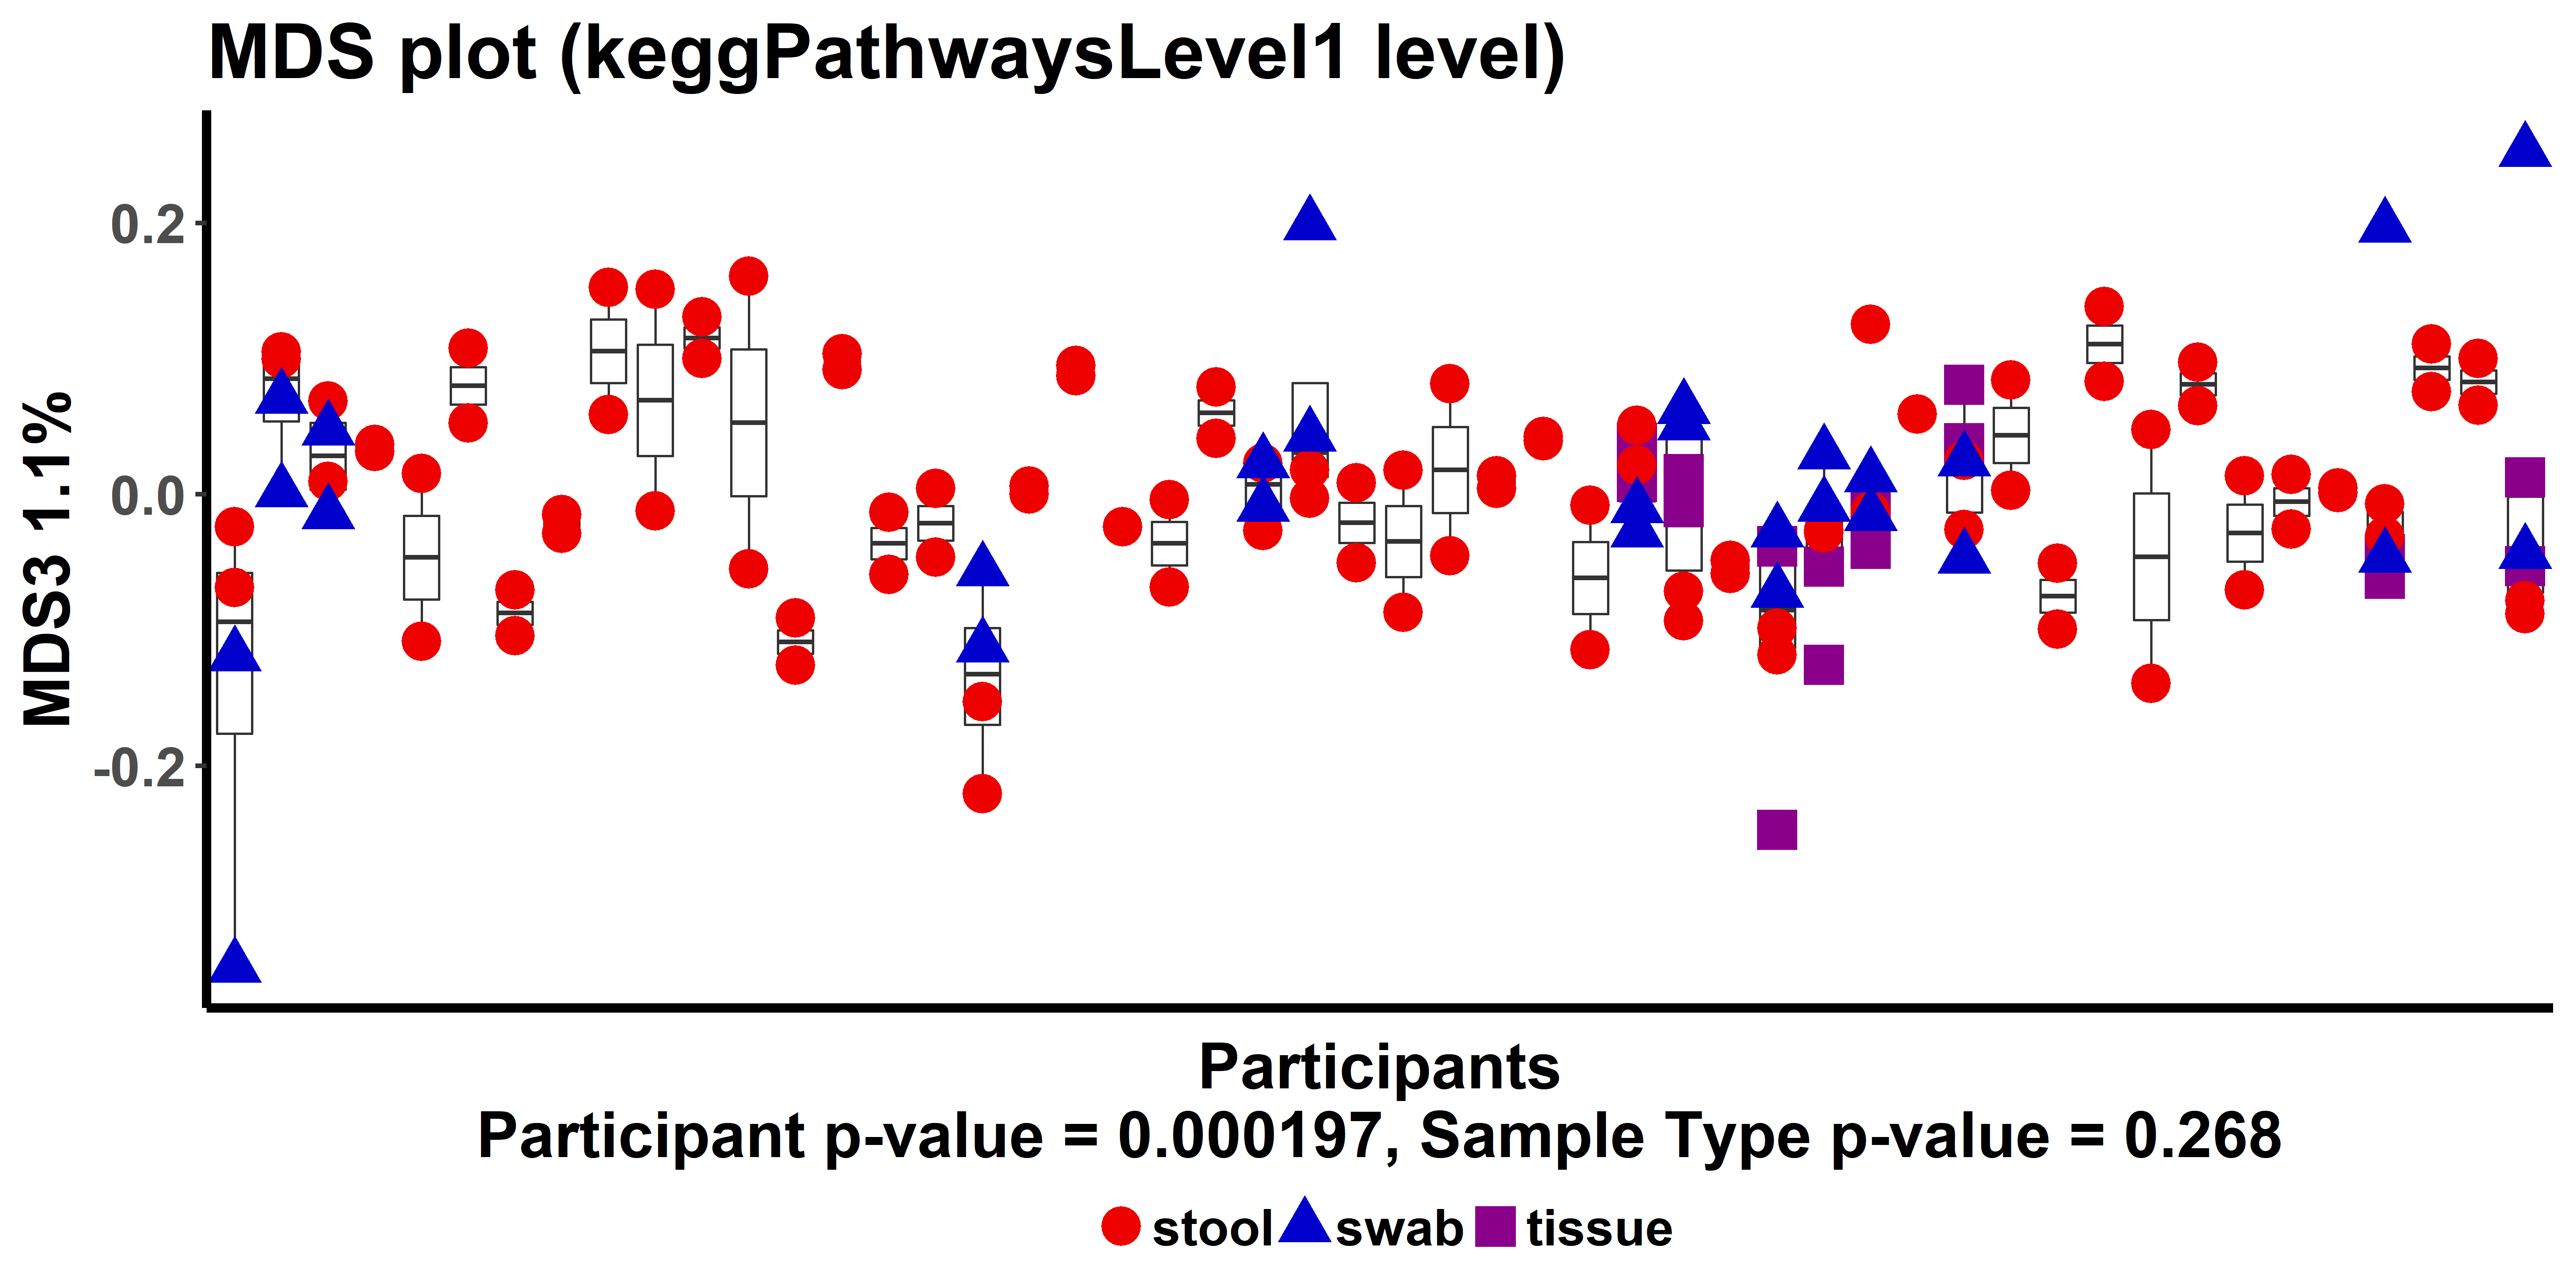 MDS plot (keggPathwaysLevel1 level)
MDS3 1.1%
0.2
0.0
-0.2
Participants
Participant p-value = 0.000197, Sample Type p-value = 0.268
stool swab tissue